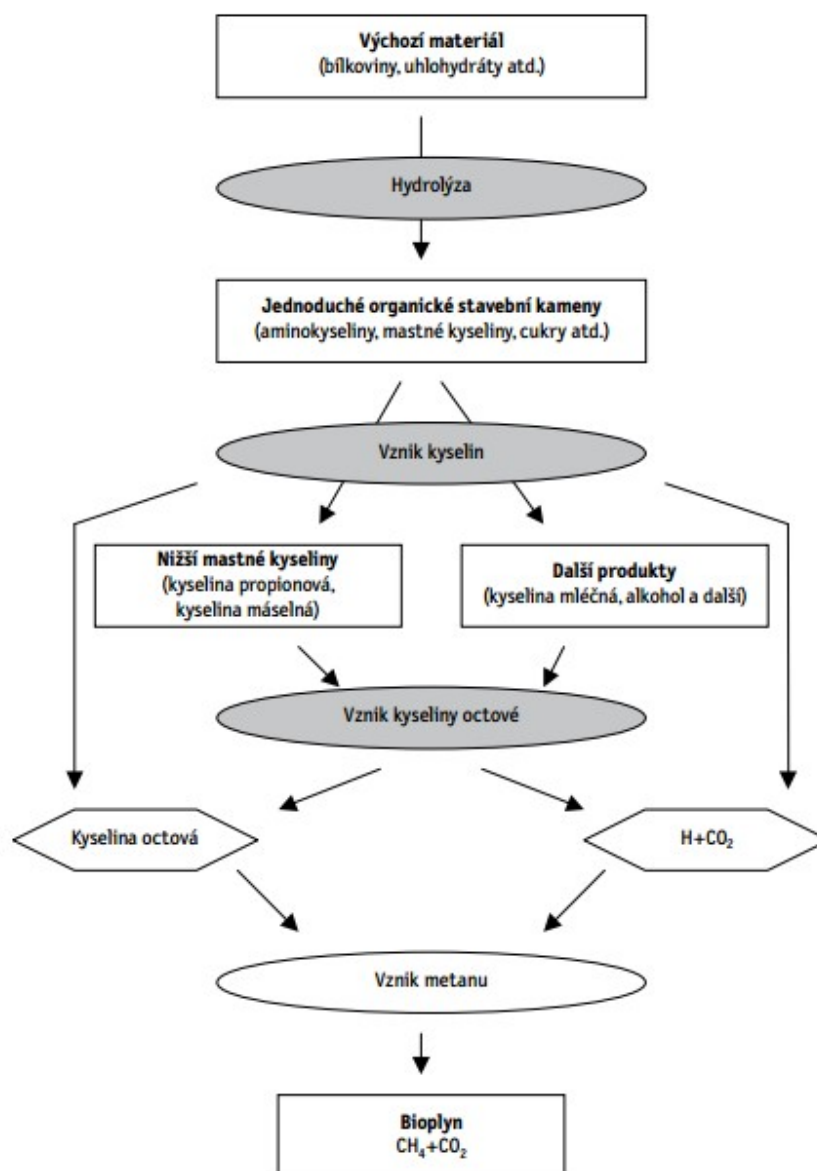 Výchozí materiál
(bílkoviny, uhlohydráty atd.)
Hydrolýza
Jednoduché organické stavební kameny
(aminokyseliny, mastné kyseliny, cukry atd.)
Vznik kyselin
Nižší mastné kyseliny
(kyselina propionová,
kyselina máselná)
Další produkty
(kyselina mléčná, alkohol a další)
Vznik kyseliny octové
Kyselina octová
H+CO₂
Vznik metanu
Bioplyn
CH₄+CO₂